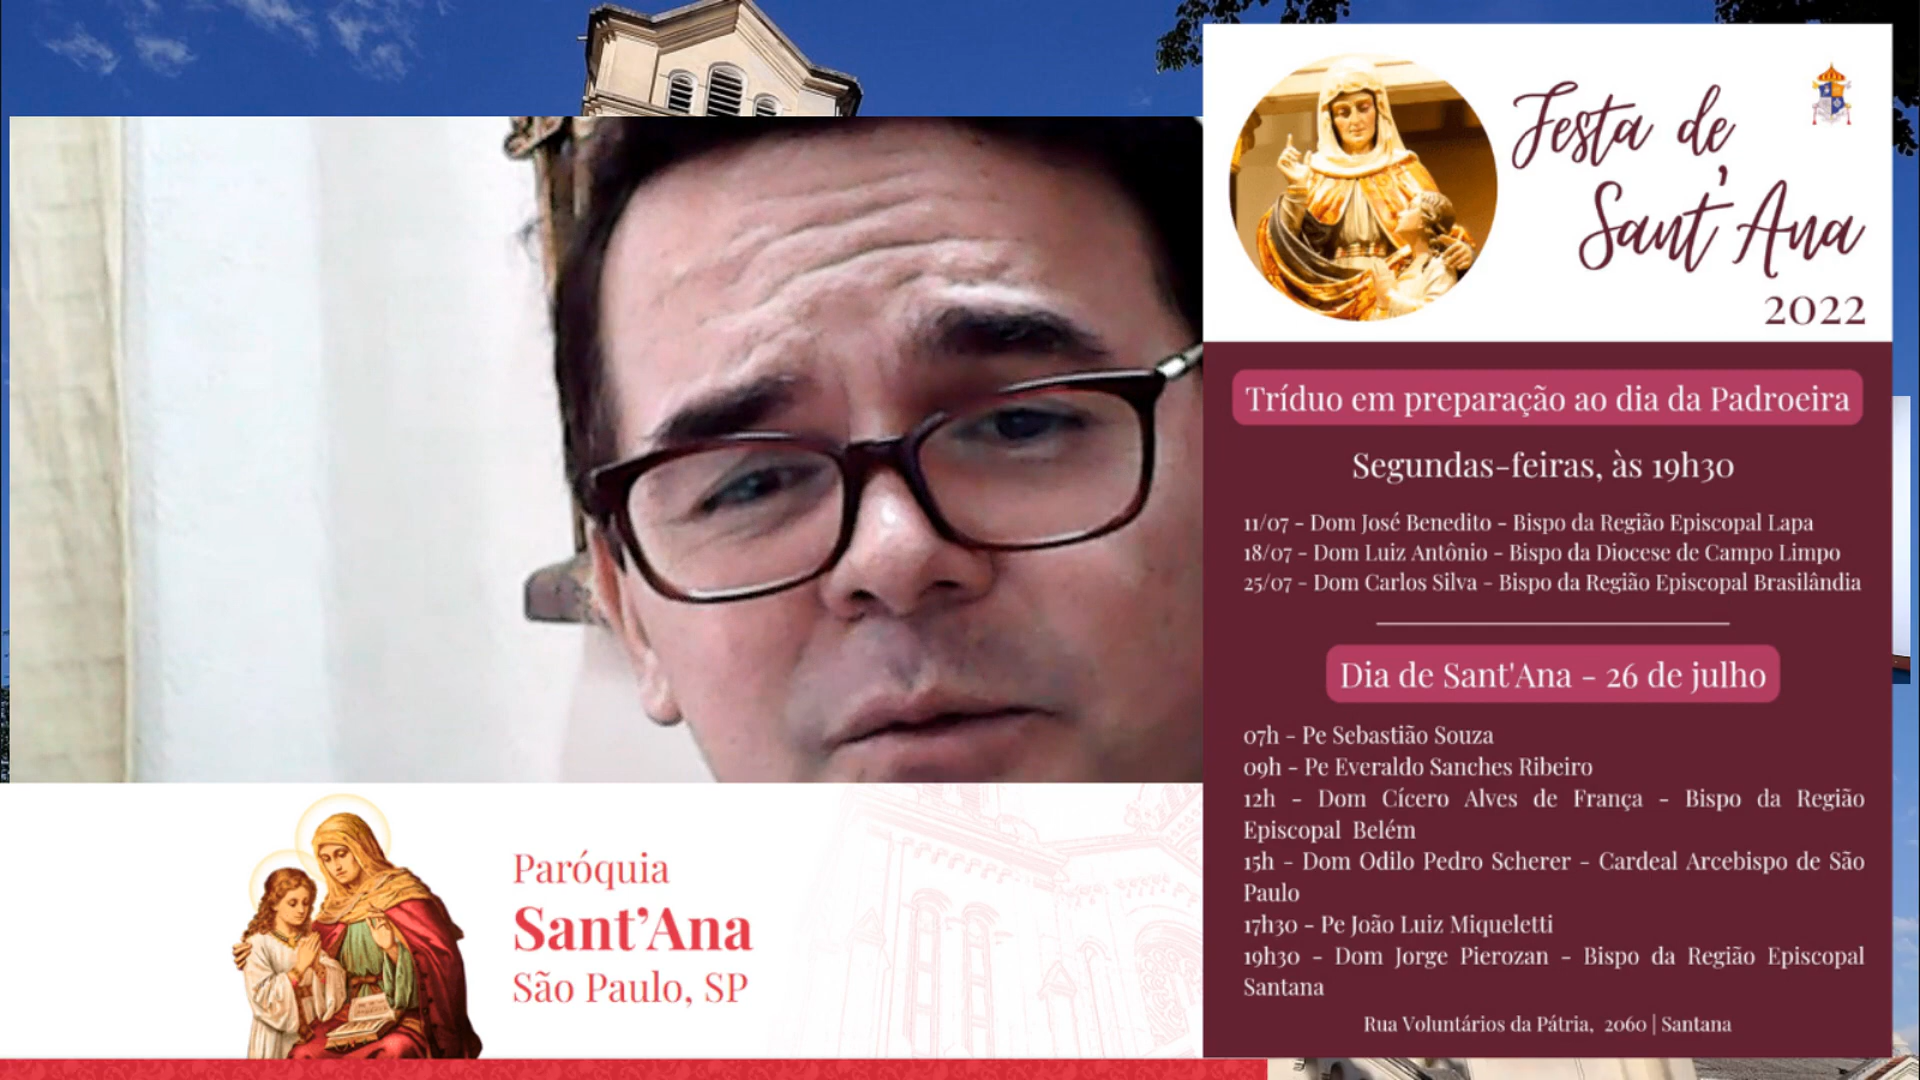 Festa de
Sant'Ana
2022
Tríduo em preparação ao dia da Padroeira
Segundas-feiras, às 19h30
11/07 - Dom José Benedito - Bispo da Região Episcopal Lapa
18/07 - Dom Luiz Antônio - Bispo da Diocese de Campo Limpo
25/07 - Dom Carlos Silva - Bispo da Região Episcopal Brasilândia
Dia de Sant'Ana - 26 de julho
07h - Pe Sebastião Souza
09h - Pe Everaldo Sanches Ribeiro
12h - Dom Cícero Alves de França - Bispo da Região
Episcopal Belém
15h - Dom Odilo Pedro Scherer - Cardeal Arcebispo de São
Paulo
17h30 - Pe João Luiz Miqueletti
19h30 - Dom Jorge Pierozan - Bispo da Região Episcopal
Santana
Rua Voluntários da Pátria, 2060 | Santana
Paróquia
Sant'Ana
São Paulo, SP